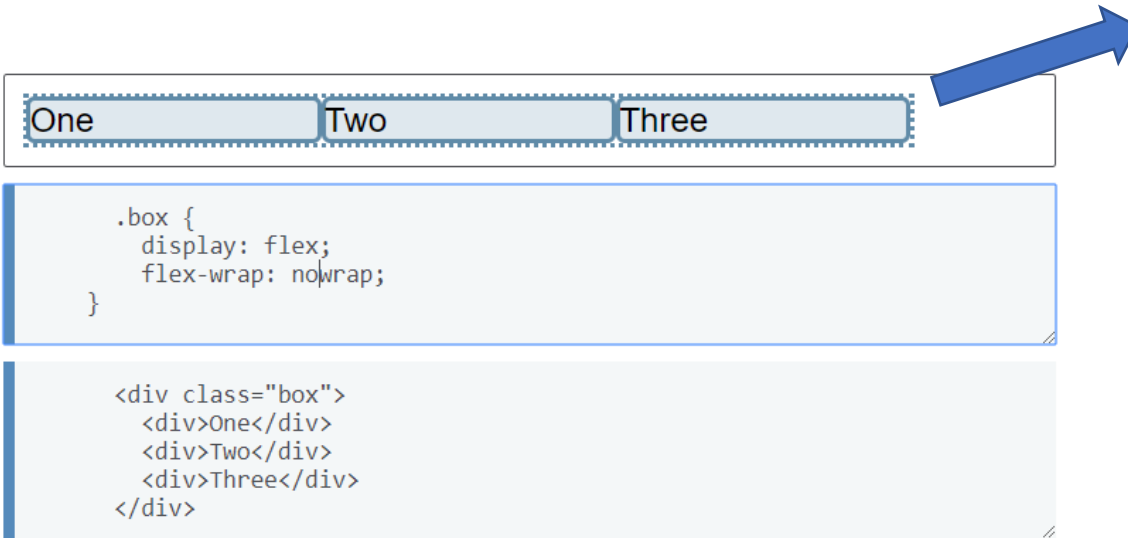 One Two Three
.box {
display: flex;
flex-wrap: nowrap;
}
<div class="box">
<div>One</div>
<div>Two</div>
<div>Three</div>
</div>